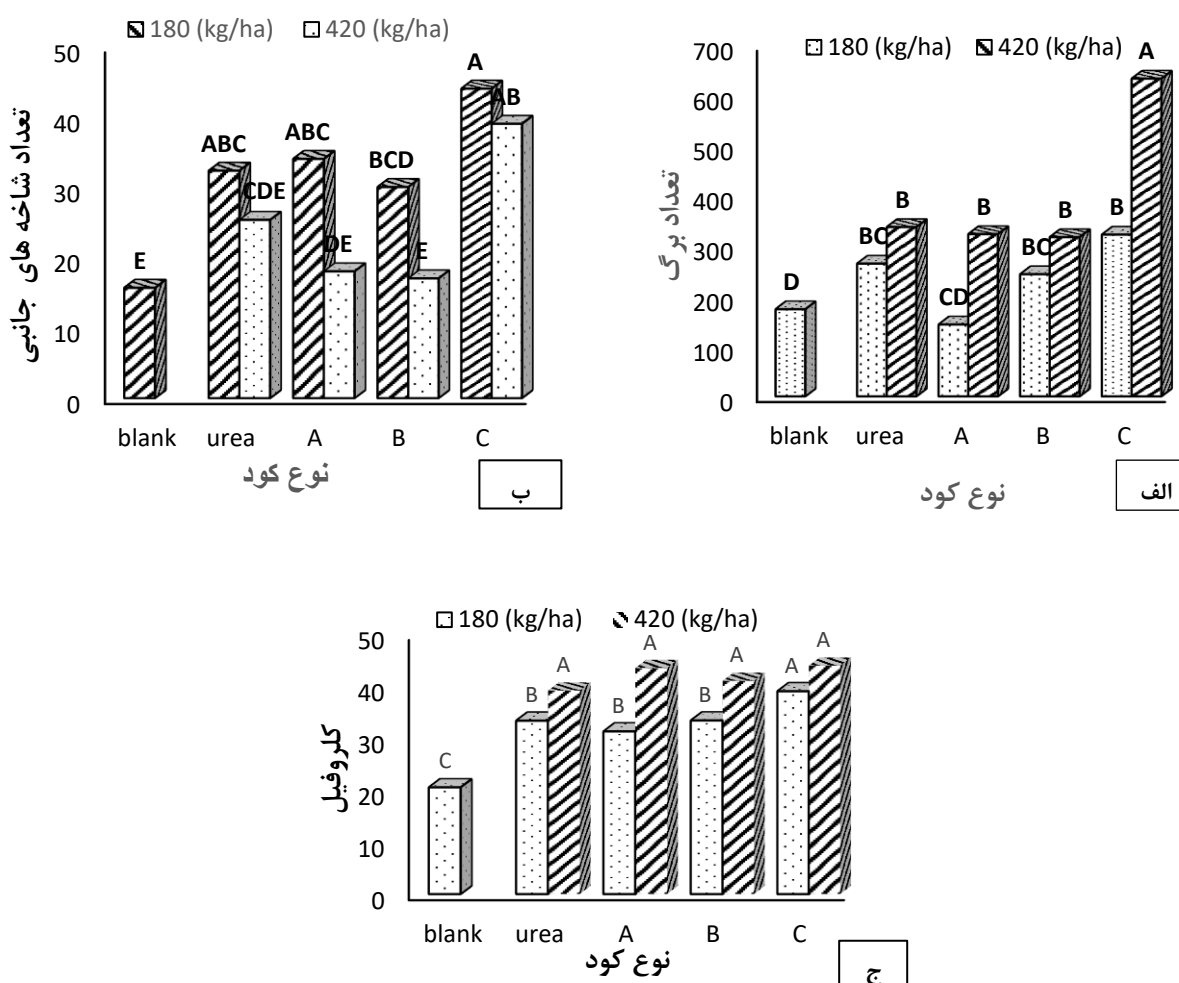 180 (kg/ha) 420 (kg/ha)
50
40
30
20
10
0
تعداد شاخه های جانبی
E
ABC
CDE
ABC
DE
BCD
E
A
AB
blank urea A B C
نوع کود
ب
180 (kg/ha) 420 (kg/ha)
700
600
500
400
300
200
100
0
تعداد برگ
D
BC
B
CD
B
BC
B
B
A
blank urea A B C
نوع کود
الف
180 (kg/ha) 420 (kg/ha)
50
40
30
20
10
0
کلروفیل
C
B
A
B
A
B
A
A
A
blank urea A B C
نوع کود
ج